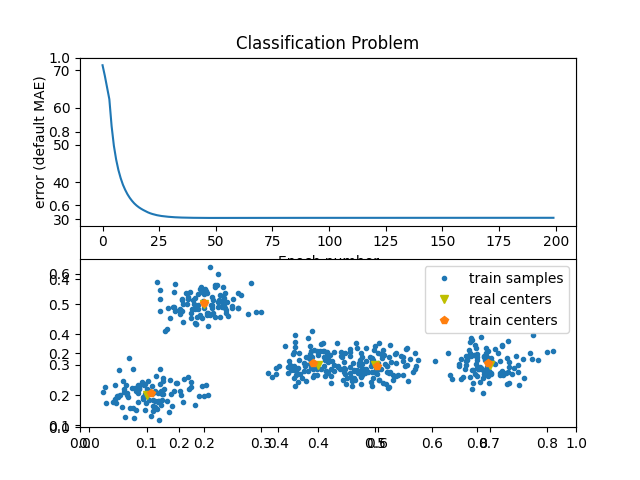 Classification Problem
error (default MAE)
1.0
70
60
0.8
50
40
0.6
30
0 25 50 75 100 125 150 175 200
Epoch number
0.6
0.4
0.5
0.4
0.2
0.3
0.2
0.1
0.0
train samples
real centers
train centers
0.0 0.0 0.1 0.2 0.2 0.3 0.4 0.4 0.5 0.6 0.6 0.8 0.7 0.8 1.0